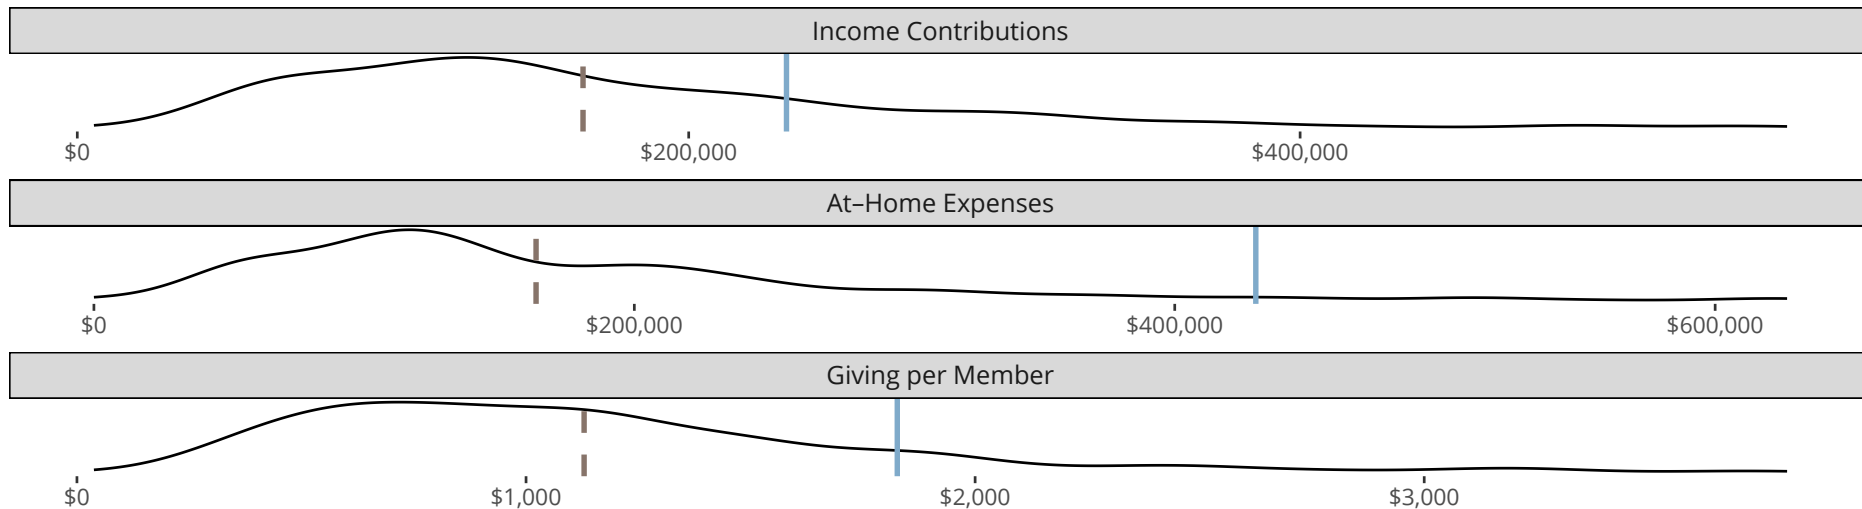 Income Contributions
$0 $200,000 $400,000
At–Home Expenses
$0 $200,000 $400,000 $600,000
Giving per Member
$0 $1,000 $2,000 $3,000